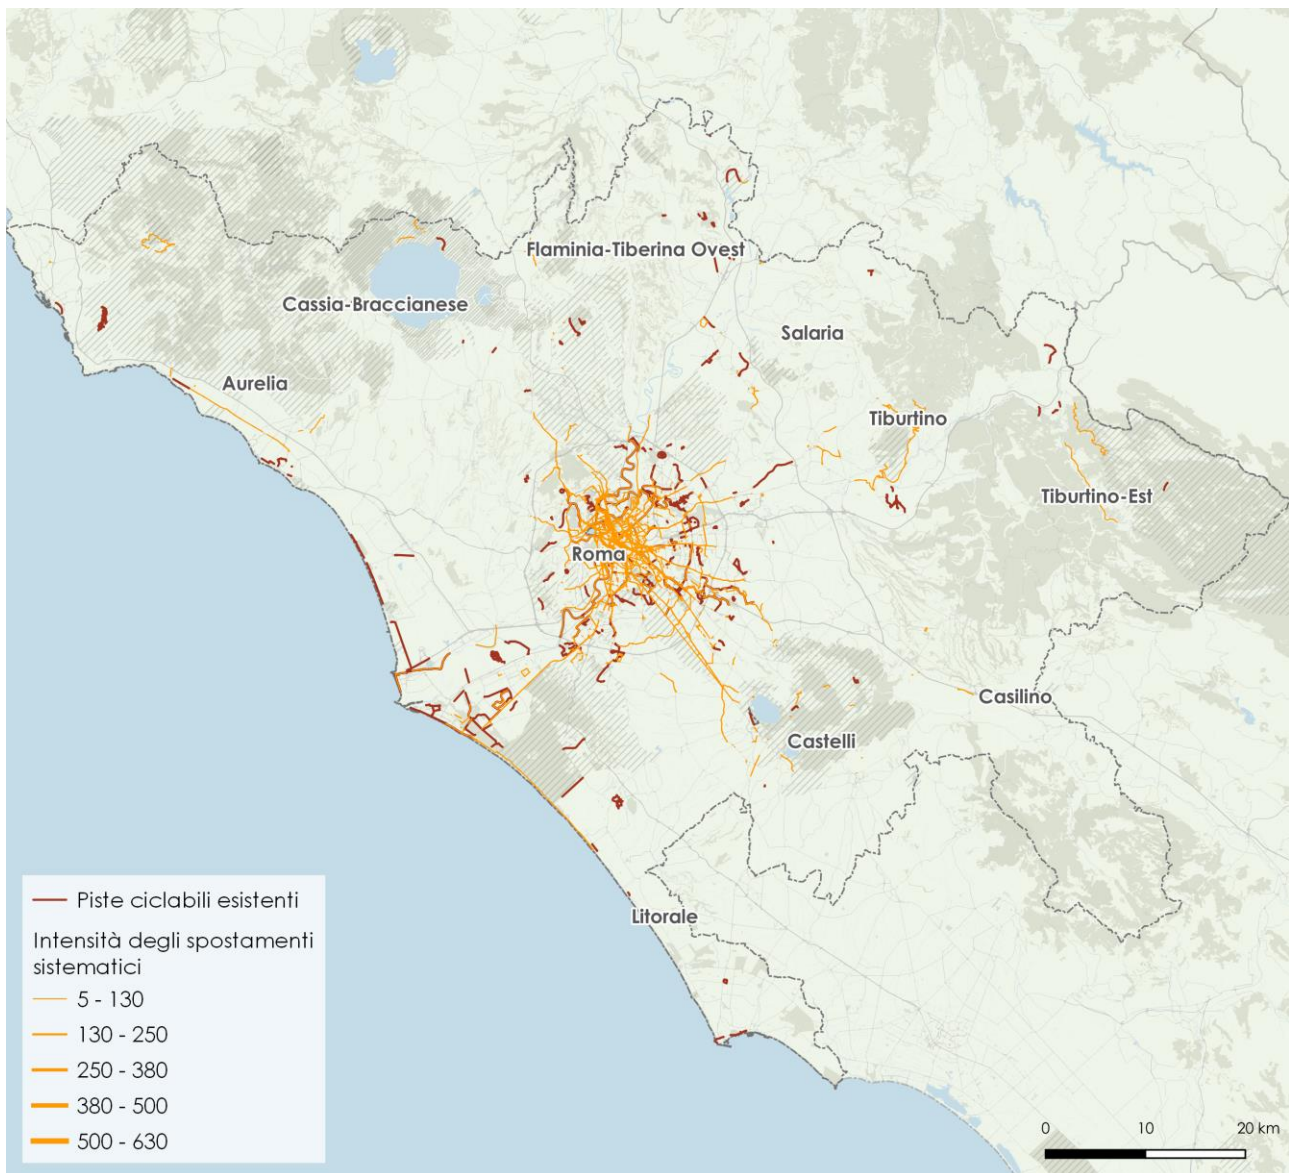 Flaminia-Tiberina Ovest
Cassia-Braccianese
Salaria
Aurelia
Tiburtino
Tiburtino-Est
Roma
Casilino
Castelli
Litorale
Piste ciclabili esistenti
Intensità degli spostamenti
sistematici
5 - 130
130 - 250
250 - 380
380 - 500
500 - 630
0 10 20 km